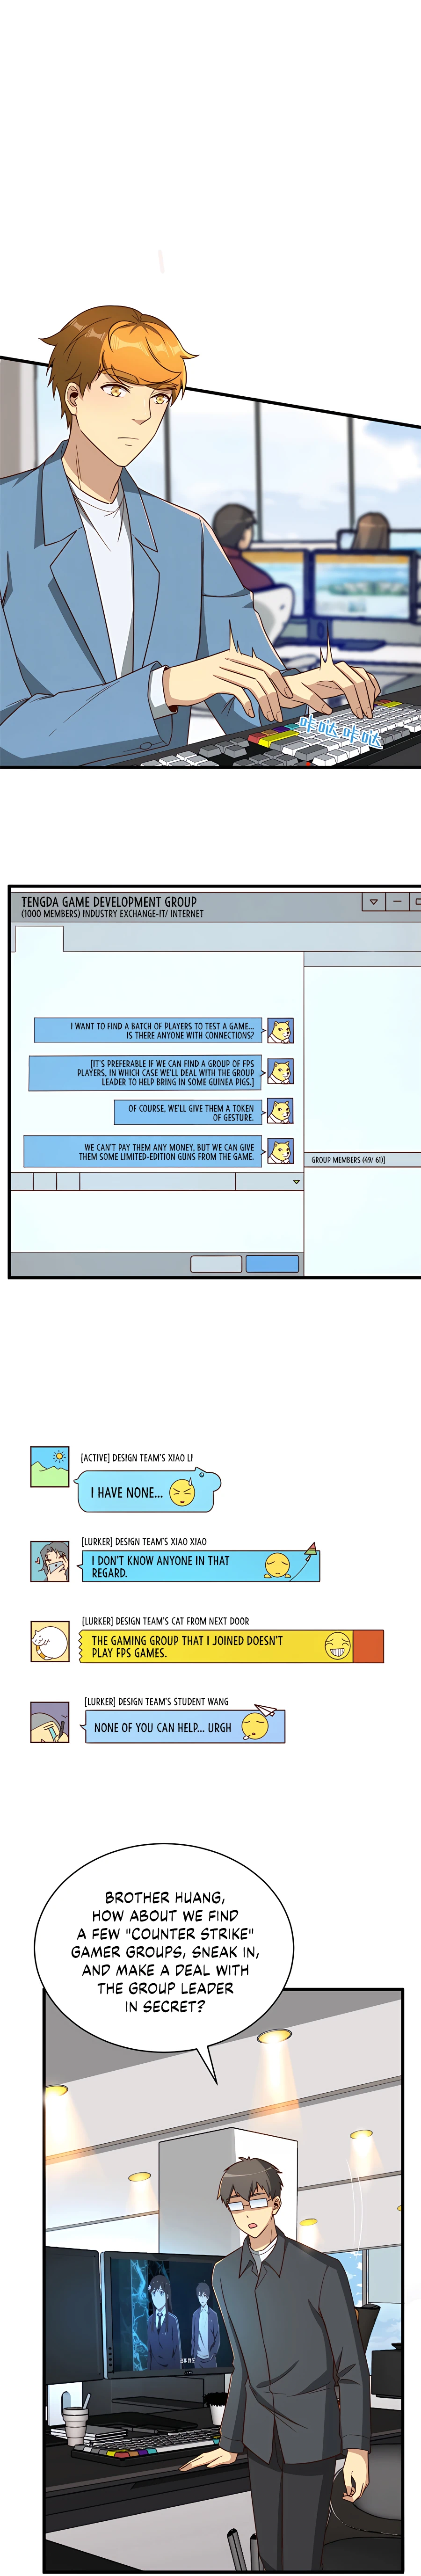 咔哒咔哒
TENGDA GAME DEVELOPMENT GROUP
(1000 MEMBERS) INDUSTRY EXCHANGE-IT/ INTERNET
I WANT TO FIND A BATCH OF PLAYERS TO TEST A GAME...
IS THERE ANYONE WITH CONNECTIONS?
[IT'S PREFERABLE IF WE CAN FIND A GROUP OF FPS
PLAYERS, IN WHICH CASE WE'LL DEAL WITH THE GROUP
LEADER TO HELP BRING IN SOME GUINEA PIGS.]
OF COURSE, WE'LL GIVE THEM A TOKEN
OF GESTURE.
WE CAN'T PAY THEM ANY MONEY, BUT WE CAN GIVE
THEM SOME LIMITED-EDITION GUNS FROM THE GAME.
GROUP MEMBERS (49/ 61)]
[ACTIVE] DESIGN TEAM'S XIAO LI
I HAVE NONE...
[LURKER] DESIGN TEAM'S XIAO XIAO
I DON'T KNOW ANYONE IN THAT
REGARD.
[LURKER] DESIGN TEAM'S CAT FROM NEXT DOOR
THE GAMING GROUP THAT I JOINED DOESN'T
PLAY FPS GAMES.
[LURKER] DESIGN TEAM'S STUDENT WANG
NONE OF YOU CAN HELP... URGH
BROTHER HUANG,
HOW ABOUT WE FIND
A FEW "COUNTER STRIKE"
GAMER GROUPS, SNEAK IN,
AND MAKE A DEAL WITH
THE GROUP LEADER
IN SECRET?